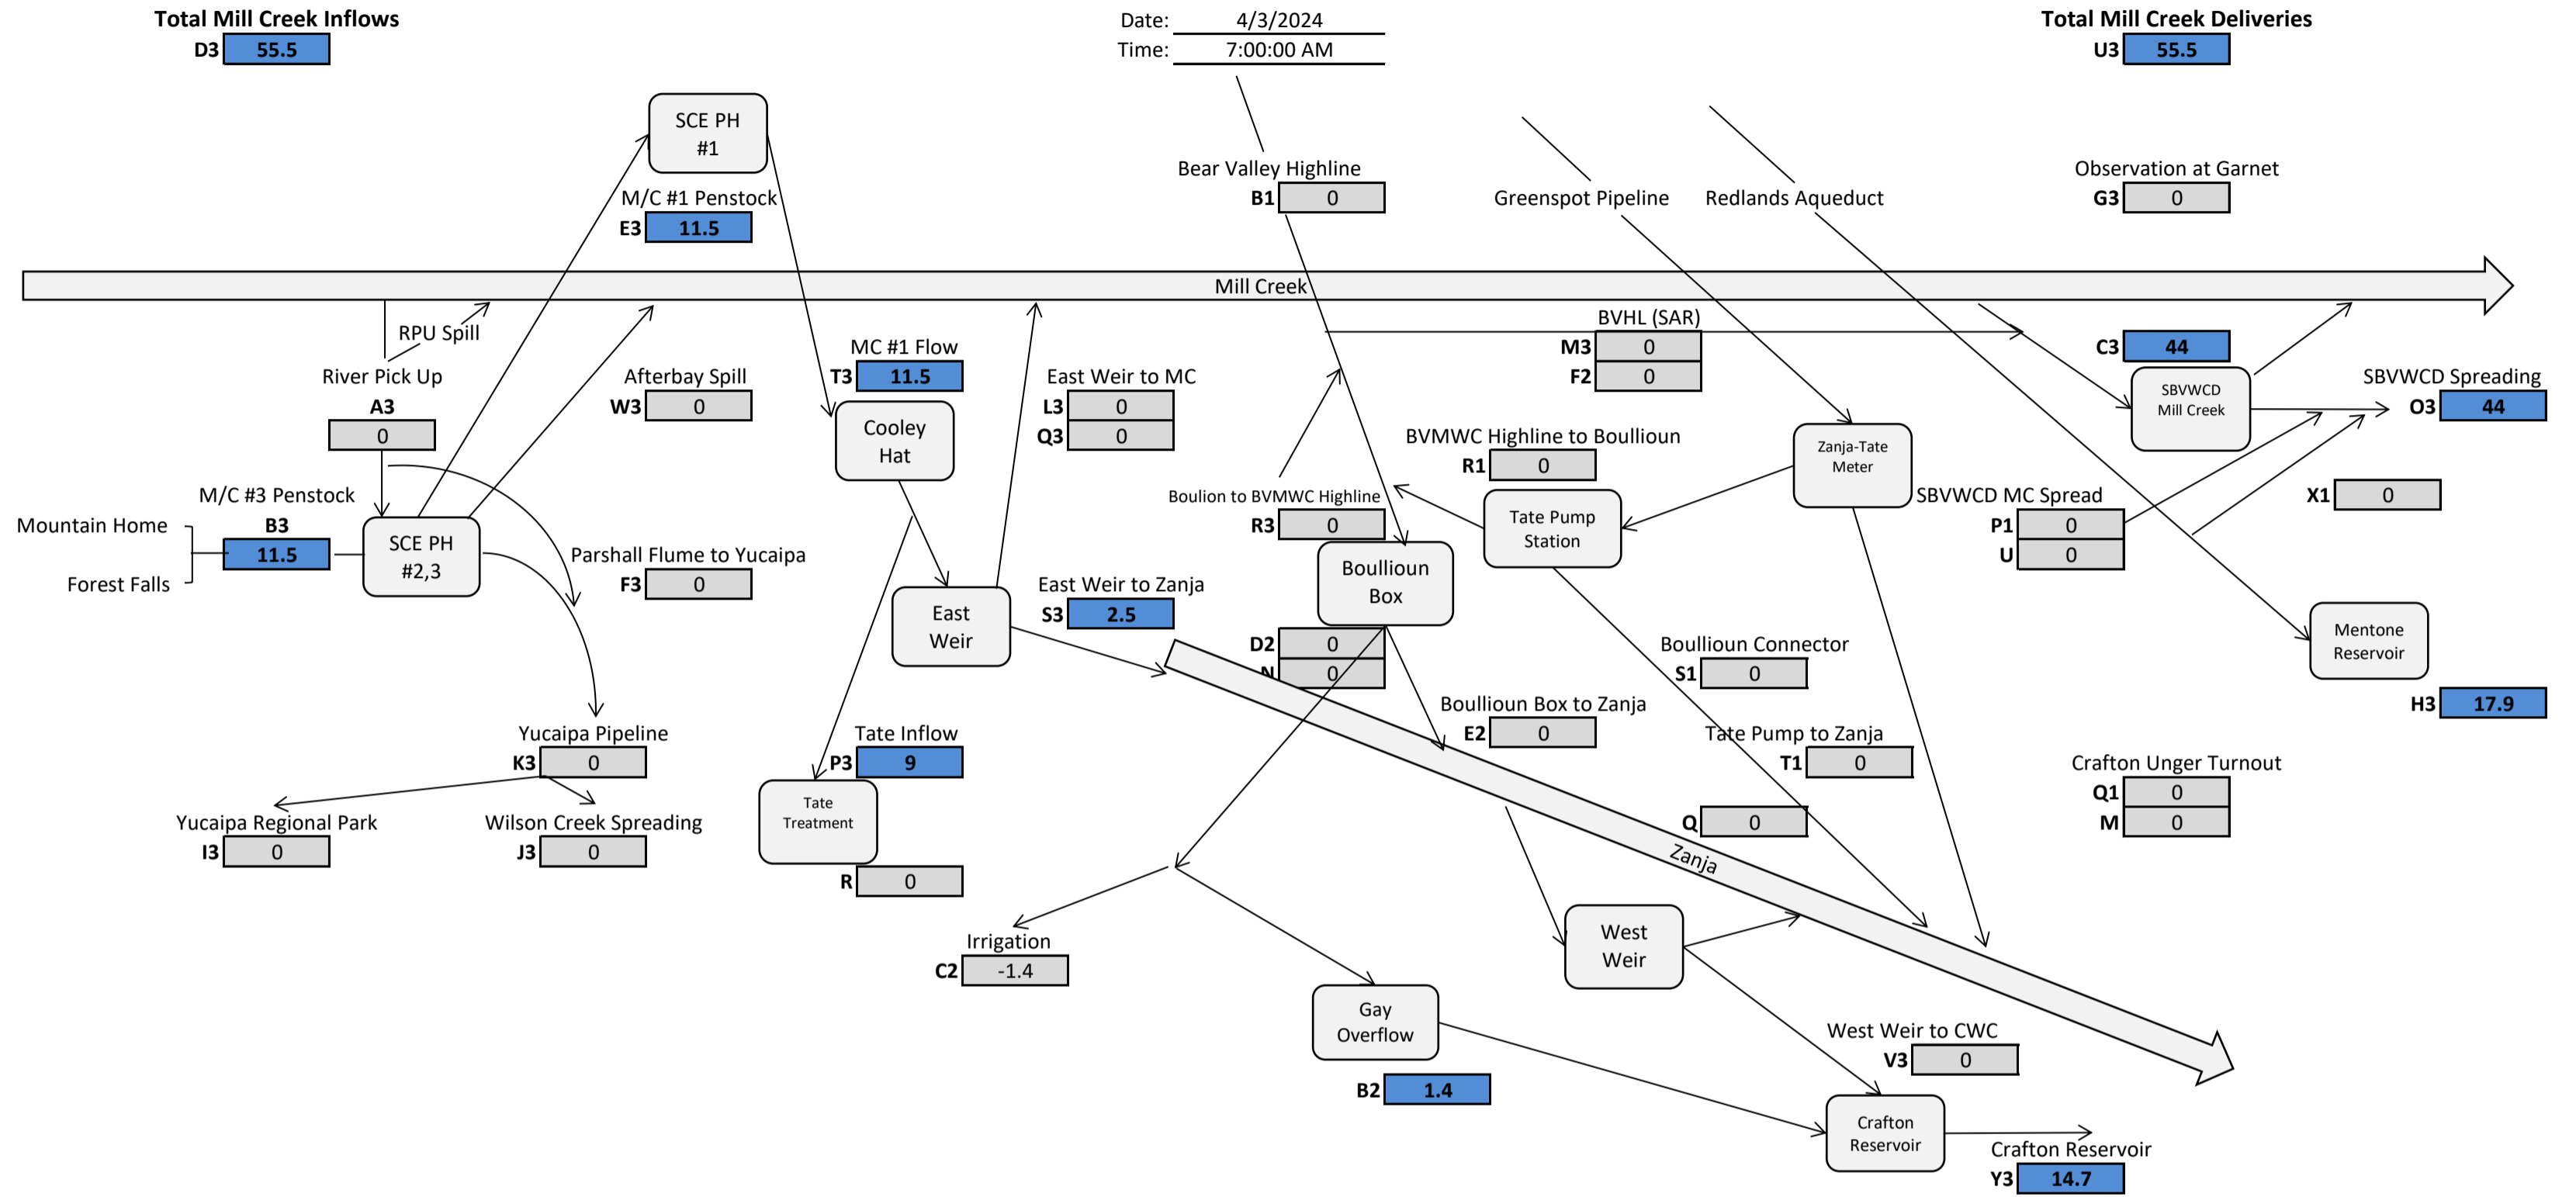 Total Mill Creek Inflows
D3 55.5
Date: 4/3/2024
Time: 7:00:00 AM
Total Mill Creek Deliveries
U3 55.5
SCE PH
#1
M/C #1 Penstock
E3 11.5
Bear Valley Highline
B1 0
Greenspot Pipeline
Redlands Aqueduct
Observation at Garnet
G3 0
Mill Creek
RPU Spill
River Pick Up
A3
0
Afterbay Spill
W3 0
MC #1 Flow
T3 11.5
Cooley
Hat
East Weir to MC
L3 0
Q3 0
BVHL (SAR)
M3 0
F2 0
C3 44
SBVWCD
Mill Creek
SBVWCD Spreading
O3 44
BVMWC Highline to Boullioun
R1 0
Zanja-Tate
Meter
M/C #3 Penstock
B3
11.5
Mountain Home
Forest Falls
SCE PH
#2,3
Parshall Flume to Yucaipa
F3 0
Boulion to BVMWC Highline
R3 0
Tate Pump
Station
SBVWCD MC Spread
P1 0
U 0
X1 0
Boullioun
Box
East
Weir
East Weir to Zanja
S3 2.5
D2 0
N 0
Boullioun Connector
S1 0
Mentone
Reservoir
H3 17.9
Yucaipa Pipeline
K3 0
Tate Inflow
P3 9
Boullioun Box to Zanja
E2 0
Tate Pump to Zanja
T1 0
Crafton Unger Turnout
Q1 0
M 0
Yucaipa Regional Park
I3 0
Wilson Creek Spreading
J3 0
Tate
Treatment
R 0
Q 0
Zanja
Irrigation
C2 -1.4
West
Weir
Gay
Overflow
B2 1.4
West Weir to CWC
V3 0
Crafton
Reservoir
Crafton Reservoir
Y3 14.7